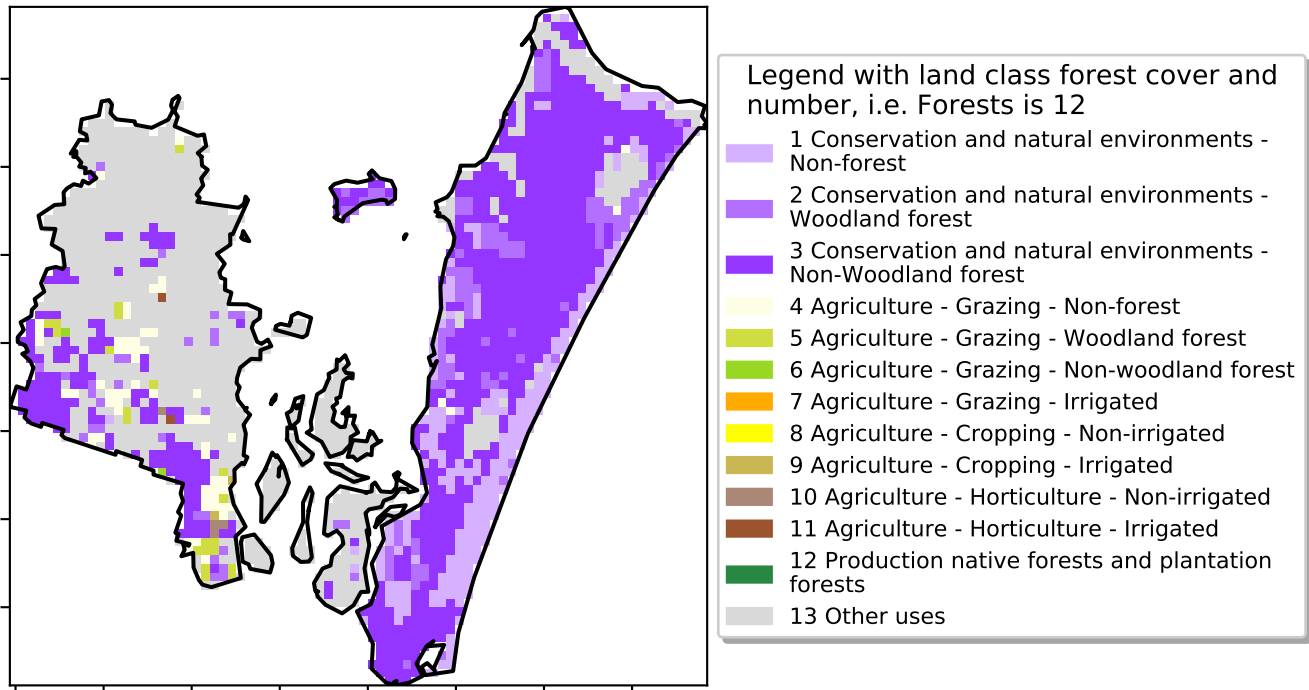 Legend with land class forest cover and
number, i.e. Forests is 12
1 Conservation and natural environments -
Non-forest
2 Conservation and natural environments -
Woodland forest
3 Conservation and natural environments -
Non-Woodland forest
4 Agriculture - Grazing - Non-forest
5 Agriculture - Grazing - Woodland forest
6 Agriculture - Grazing - Non-woodland forest
7 Agriculture - Grazing - Irrigated
8 Agriculture - Cropping - Non-irrigated
9 Agriculture - Cropping - Irrigated
10 Agriculture - Horticulture - Non-irrigated
11 Agriculture - Horticulture - Irrigated
12 Production native forests and plantation
forests
13 Other uses